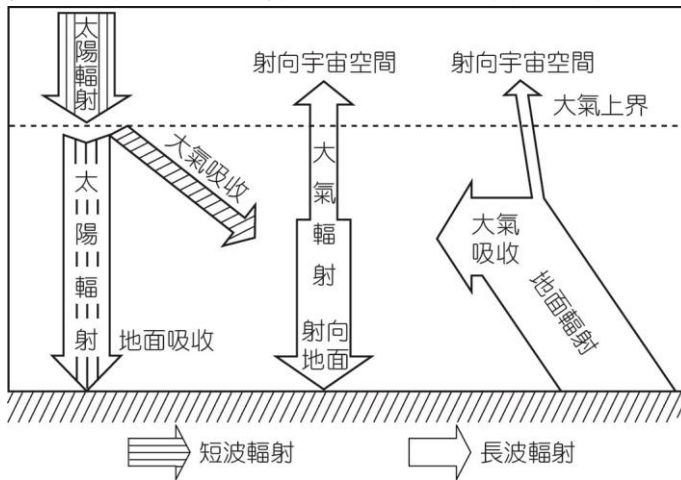 太陽輻射
射向宇宙空間
射向宇宙空間
大氣上界
大氣吸收
太陽輻射
地面吸收
大氣輻射
射向
地面
大氣
吸收
地面輻射
短波輻射
長波輻射